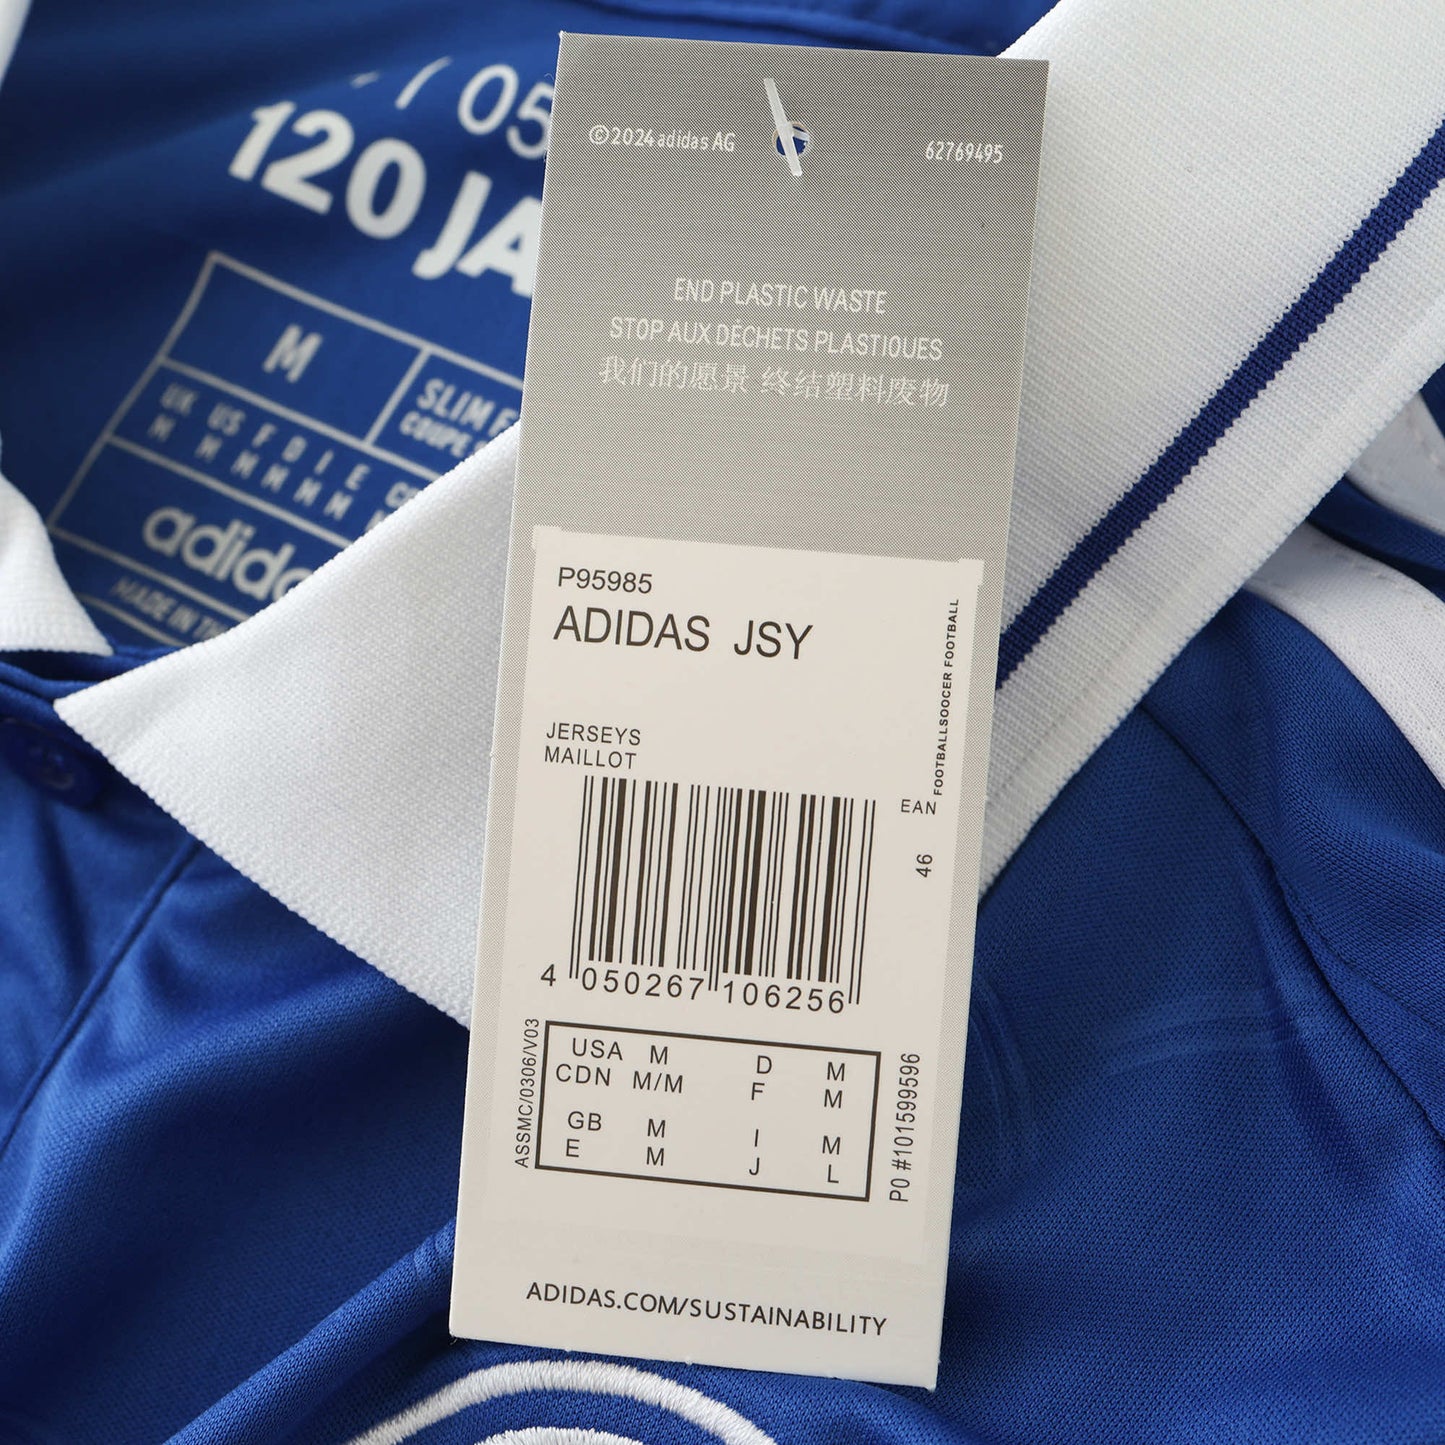 05
120 JA
M
SLIM F
COUPE
UK US F D I E
M M M M M M
adida
MADE IN
©2024 adidas AG
62769495
END PLASTIC WASTE
STOP AUX DÉCHETS PLASTIQUES
我们的愿景 终结塑料废物
P95985
ADIDAS JSY
JERSEYS
MAILLOT
FOOTBALLSOCCER FOOTBALL
EAN
46
4 050267 106256
ASSMC/0306/V03
USA M D M
CDN M/M F M
GB M I M
E M J L
PO #101599596
ADIDAS.COM/SUSTAINABILITY